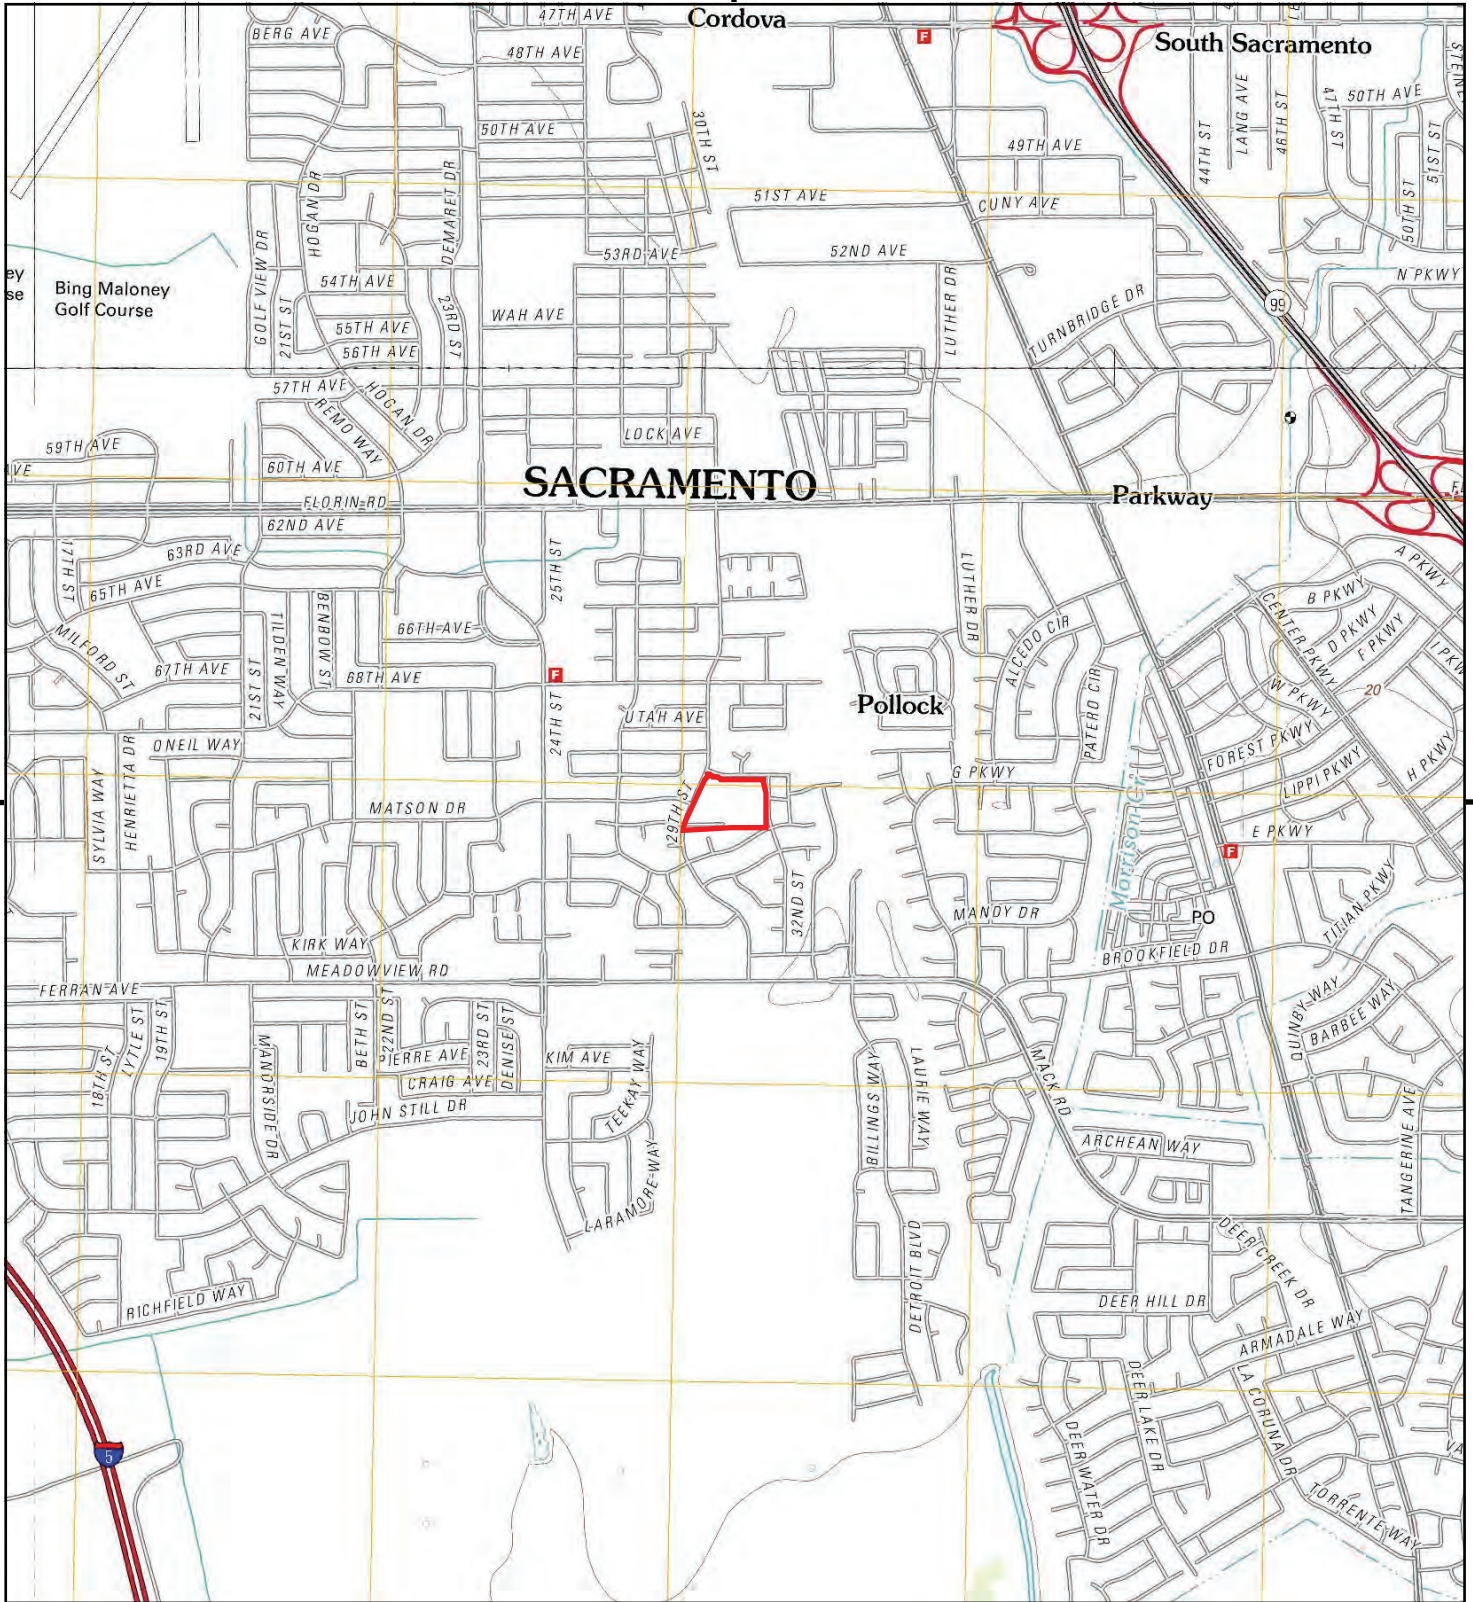 47TH AVE
Cordova
BERG AVE
F
South Sacramento
48TH AVE
50TH AVE
LANG AVE
46TH ST
47TH ST
44TH ST
51ST ST
50TH AVE
30TH ST
49TH AVE
DEMARET DR
HOGAN DR
51ST AVE
CUNY AVE
50TH ST
GOLF VIEW DR
53RD AVE
52ND AVE
N PKWY
ey
se
Bing Maloney
Golf Course
54TH AVE
21ST ST
23RD ST
WAH AVE
LUTHER DR
TURNBRIDGE DR
99
55TH AVE
56TH AVE
57TH AVE
HOGAN DR
REMO WAY
LOCK AVE
59TH AVE
AVE
60TH AVE
SACRAMENTO
Parkway
FLORIN RD
62ND AVE
17TH ST
63RD AVE
25TH ST
65TH AVE
LUTHER DR
A PKWY
B PKWY
CENTER PKWY
D PKWY
F PKWY
MILFORD ST
TILDEN WAY
BENBOW ST
66TH AVE
ALCEDO CIR
67TH AVE
21ST ST
68TH AVE
F
PATERO CIR
W PKWY
20
Pollock
UTAH AVE
24TH ST
ONEIL WAY
FOREST PKWY
H PKWY
SYLVIA WAY
HENRIETTA DR
G PKWY
LIPPI PKWY
MATSON DR
29TH ST
Morrison Cr
E PKWY
F
32ND ST
TITIAN PKWY
MANDY DR
PO
KIRK WAY
BROOKFIELD DR
MEADOWVIEW RD
FERRAN AVE
QUINBY WAY
BARBEE WAY
18TH ST
LYTLE ST
19TH ST
BETH ST
22ND ST
23RD ST
DENISE ST
MANORSIDE DR
PIERRE AVE
KIM AVE
CRAIG AVE
TEEKAY WAY
BILLINGS WAY
LAURIE WAY
MACK RD
JOHN STILL DR
ARCHEAN WAY
TANGERINE AVE
LARAMORE WAY
DETROIT BLVD
DEER CREEK DR
RICHFIELD WAY
DEER HILL DR
ARMADALE WAY
DEER LAKE DR
LA CORUNA DR
5
DEER WATER DR
VA
TORRENTE WAY